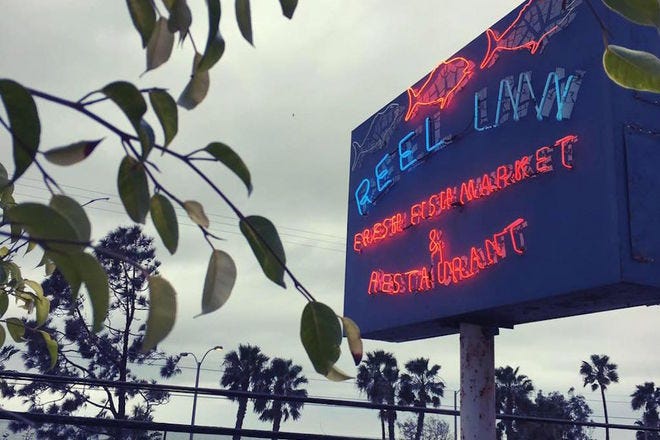 REEL INN
FRESH FISH MARKET
&
RESTAURANT